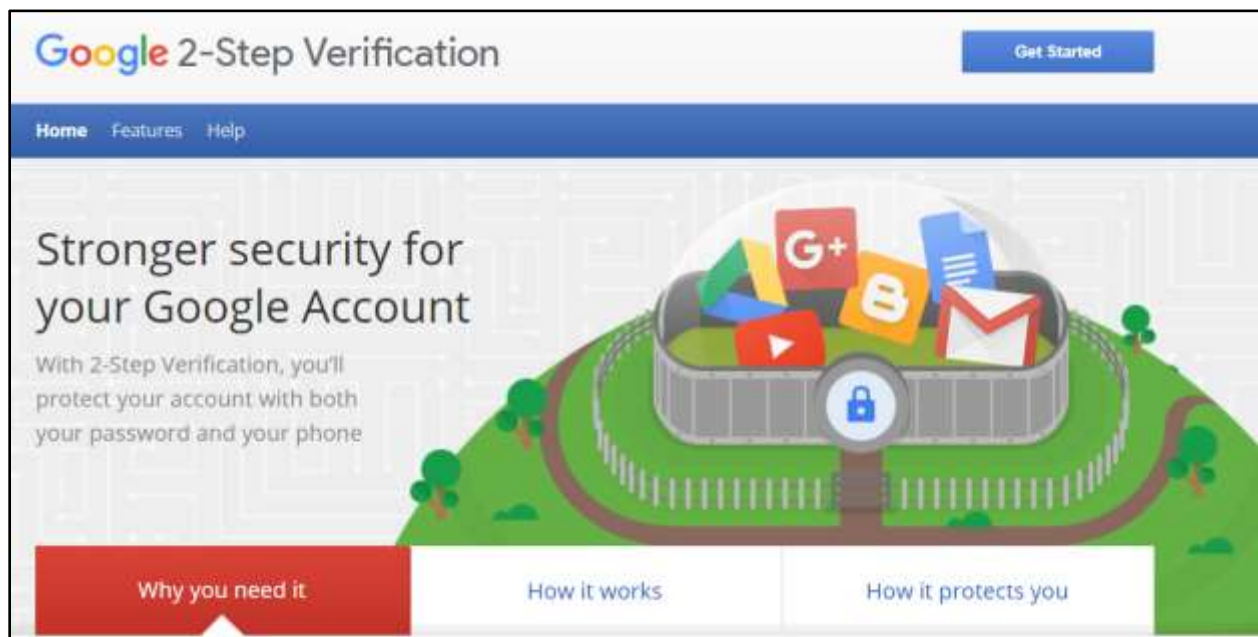 Google 2-Step Verification
Get Started
Home Features Help
Stronger security for
your Google Account
With 2-Step Verification, you'll
protect your account with both
your password and your phone
G+
Why you need it
How it works
How it protects you